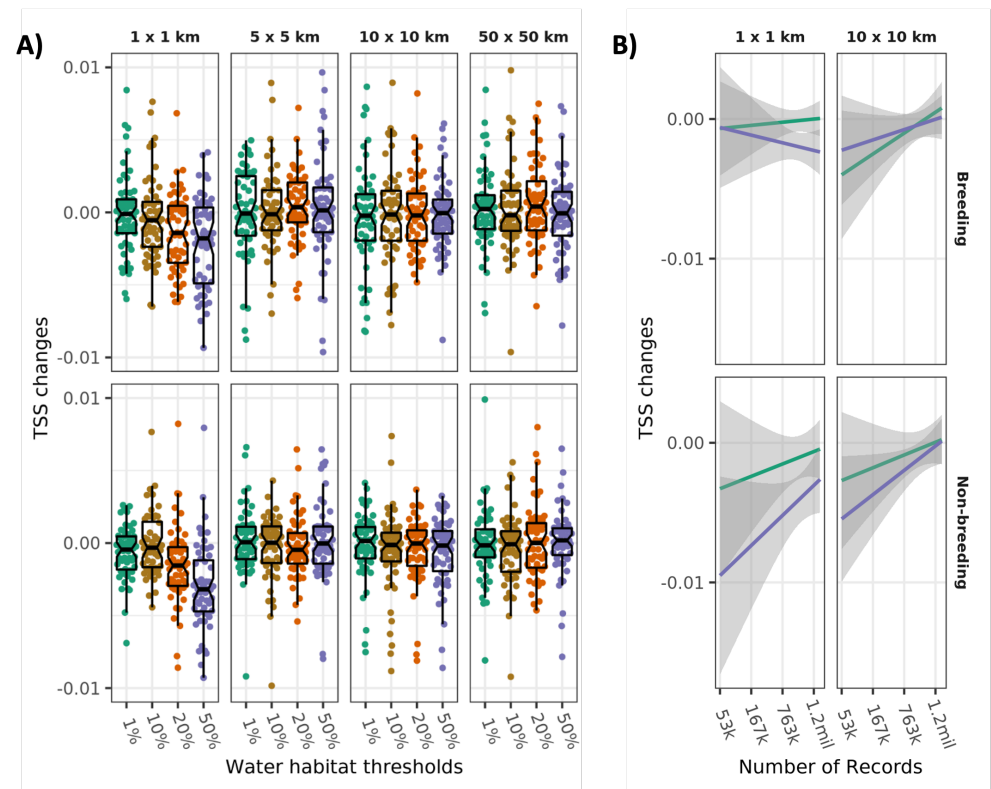 A)
B)
1 x 1 km
5 x 5 km
10 x 10 km
50 x 50 km
1 x 1 km
10 x 10 km
TSS changes
0.01
0.00
-0.01
0.01
0.00
-0.01
1%
10%
20%
50%
1%
10%
20%
50%
1%
10%
20%
50%
1%
10%
20%
50%
Water habitat thresholds
TSS changes
0.00
-0.01
0.00
-0.01
Breeding
Non-breeding
53k
167k
763k
1.2mil
53k
167k
763k
1.2mil
Number of Records